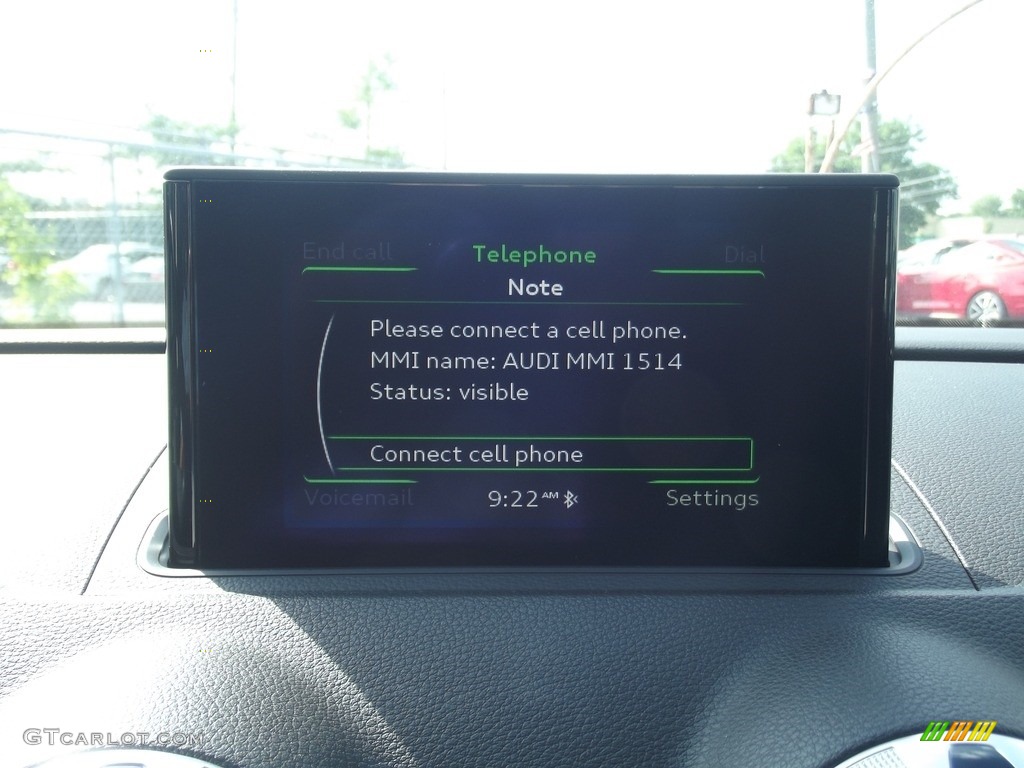 End call Telephone Dial
Note
Please connect a cell phone.
MMI name: AUDI MMI 1514
Status: visible
Connect cell phone
Voicemail 9:22 AM Settings
GTCARLOT.COM